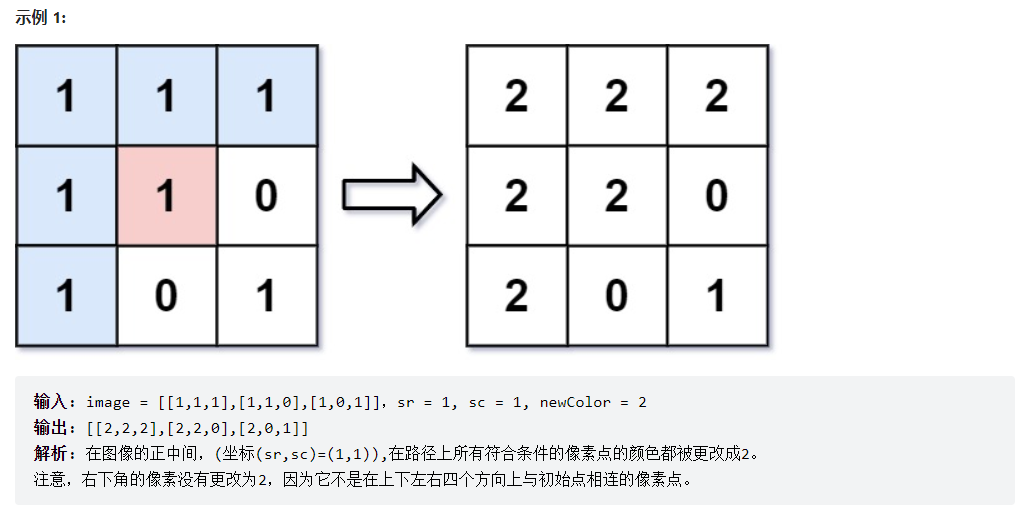 示例 1:
1 1 1 2 2 2
1 1 0 2 2 0
1 0 1 2 0 1
输入：image = [[1,1,1],[1,1,0],[1,0,1]]，sr = 1, sc = 1, newColor = 2
输出：[[2,2,2],[2,2,0],[2,0,1]]
解析：在图像的正中间，(坐标(sr,sc)=(1,1)),在路径上所有符合条件的像素点的颜色都被更改成2。
注意，右下角的像素没有更改为2，因为它不是在上下左右四个方向上与初始点相连的像素点。